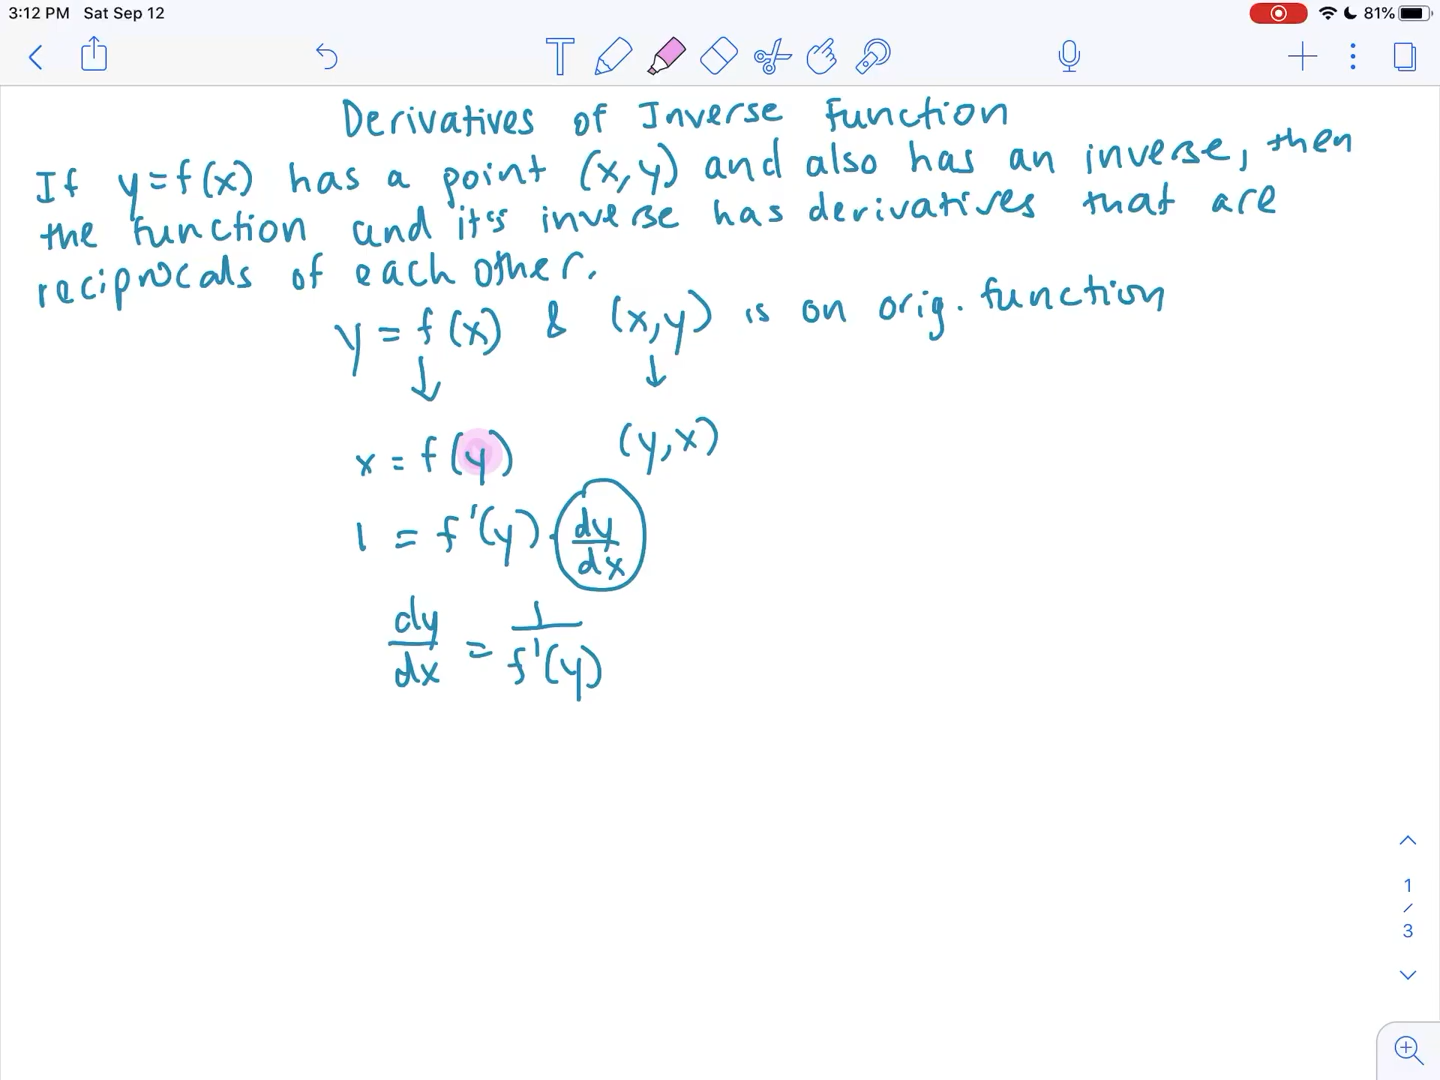 3:12 PM Sat Sep 12 81%
T
Derivatives of Inverse Function
If y=f(x) has a point (x,y) and also has an inverse, then
the function and it's inverse has derivatives that are
reciprocals of each other.
y = f(x) & (x,y) is on orig. function
↓ ↓
x = f(y) (y,x)
1 = f'(y) · dy/dx
dy/dx = 1/f'(y)
1
/
3